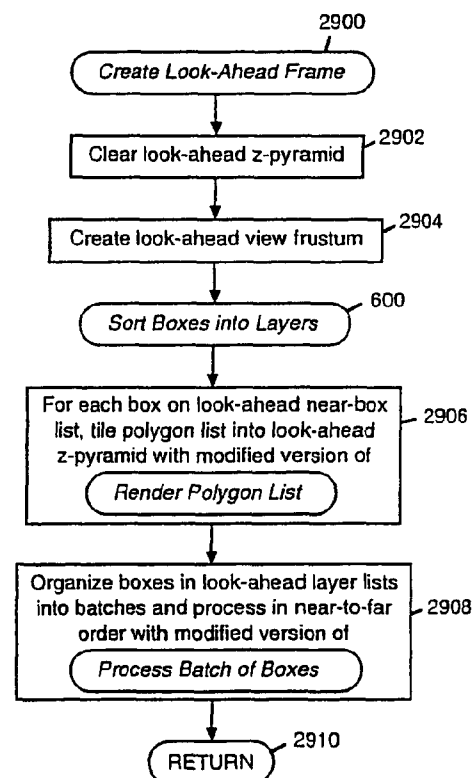 2900
Create Look-Ahead Frame
2902
Clear look-ahead z-pyramid
2904
Create look-ahead view frustum
600
Sort Boxes into Layers
2906
For each box on look-ahead near-box
list, tile polygon list into look-ahead
z-pyramid with modified version of
Render Polygon List
2908
Organize boxes in look-ahead layer lists
into batches and process in near-to-far
order with modified version of
Process Batch of Boxes
2910
RETURN